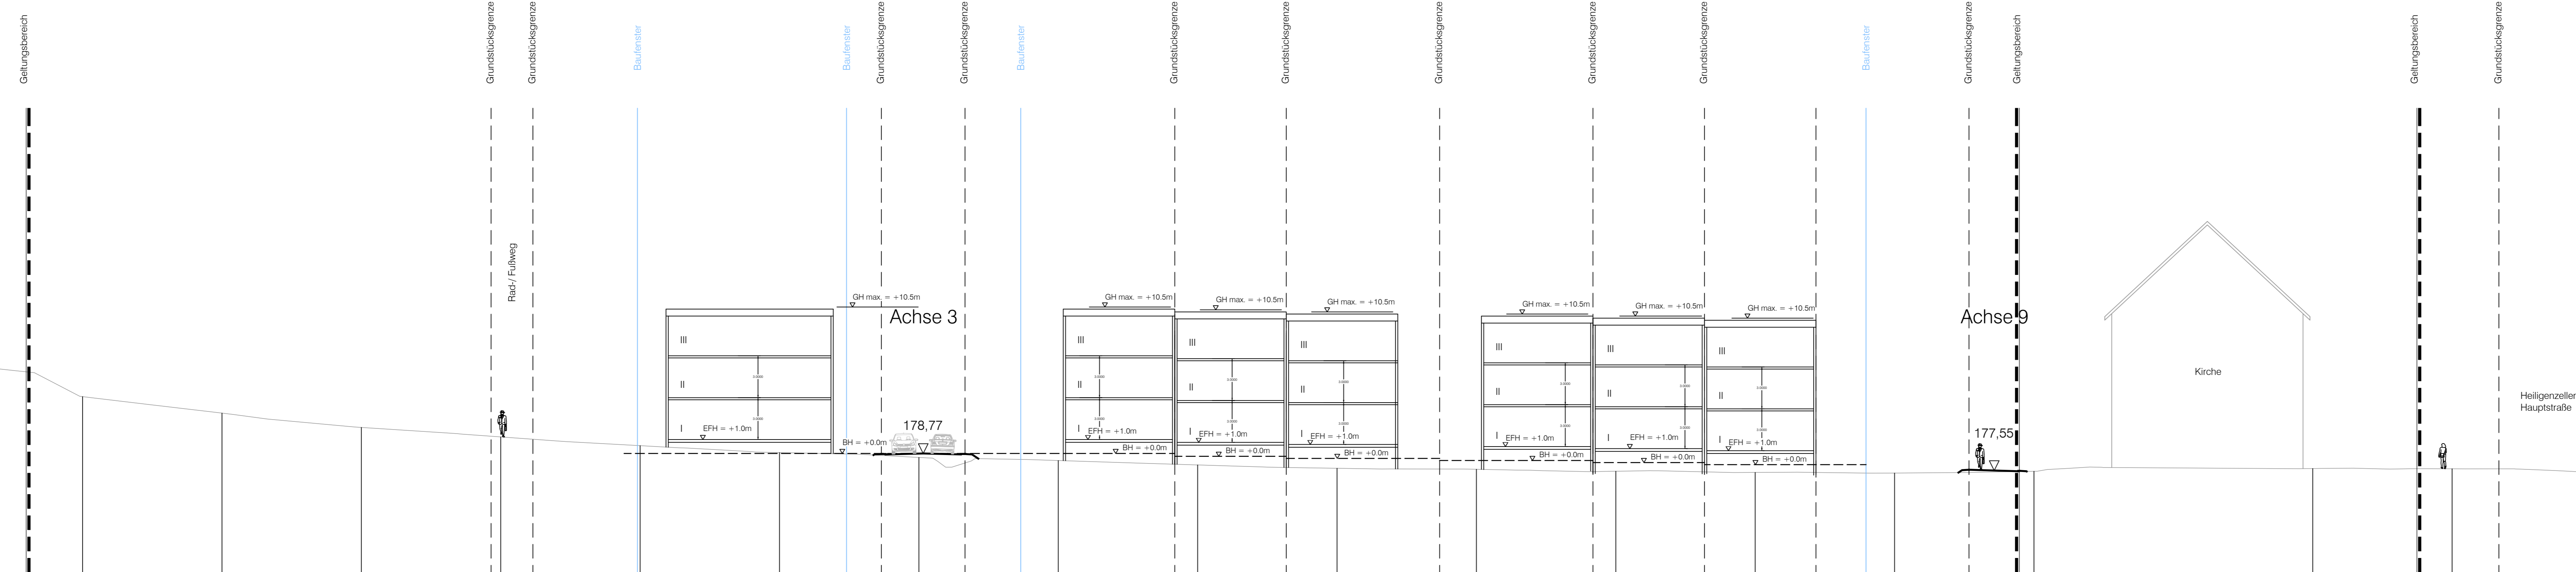 Geltungsbereich
Grundstücksgrenze
Grundstücksgrenze
Baufenster
Baufenster
Grundstücksgrenze
Grundstücksgrenze
Baufenster
Grundstücksgrenze
Grundstücksgrenze
Grundstücksgrenze
Grundstücksgrenze
Grundstücksgrenze
Baufenster
Grundstücksgrenze
Geltungsbereich
Geltungsbereich
Grundstücksgrenze
Rad-/ Fußweg
III
II
I
EFH = +1.0m
GH max. = +10.5m
Achse 3
BH = +0.0m
178,77
GH max. = +10.5m
III
II
I
EFH = +1.0m
BH = +0.0m
GH max. = +10.5m
III
II
I
EFH = +1.0m
BH = +0.0m
GH max. = +10.5m
III
II
I
EFH = +1.0m
BH = +0.0m
GH max. = +10.5m
III
II
I
EFH = +1.0m
BH = +0.0m
GH max. = +10.5m
III
II
I
EFH = +1.0m
BH = +0.0m
GH max. = +10.5m
III
II
I
EFH = +1.0m
BH = +0.0m
Achse 9
177,55
Kirche
Heiligenzeller
Hauptstraße